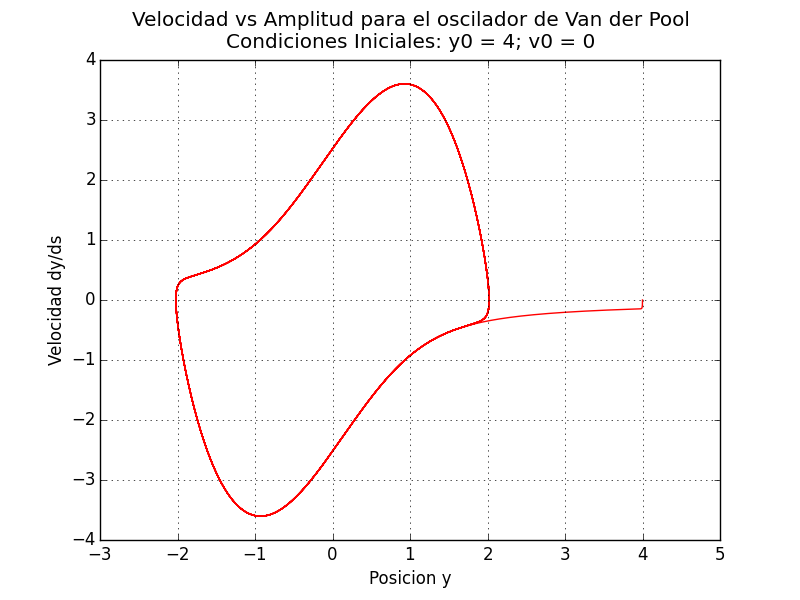 Velocidad vs Amplitud para el oscilador de Van der Pool
Condiciones Iniciales: y0 = 4; v0 = 0
4
3
2
1
0
−1
−2
−3
−4
Velocidad dy/ds
−3 −2 −1 0 1 2 3 4 5
Posicion y